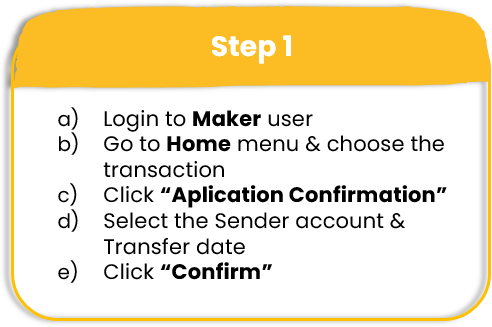 Step 1
a) Login to Maker user
b) Go to Home menu & choose the
transaction
c) Click “Aplication Confirmation”
d) Select the Sender account &
Transfer date
e) Click “Confirm”